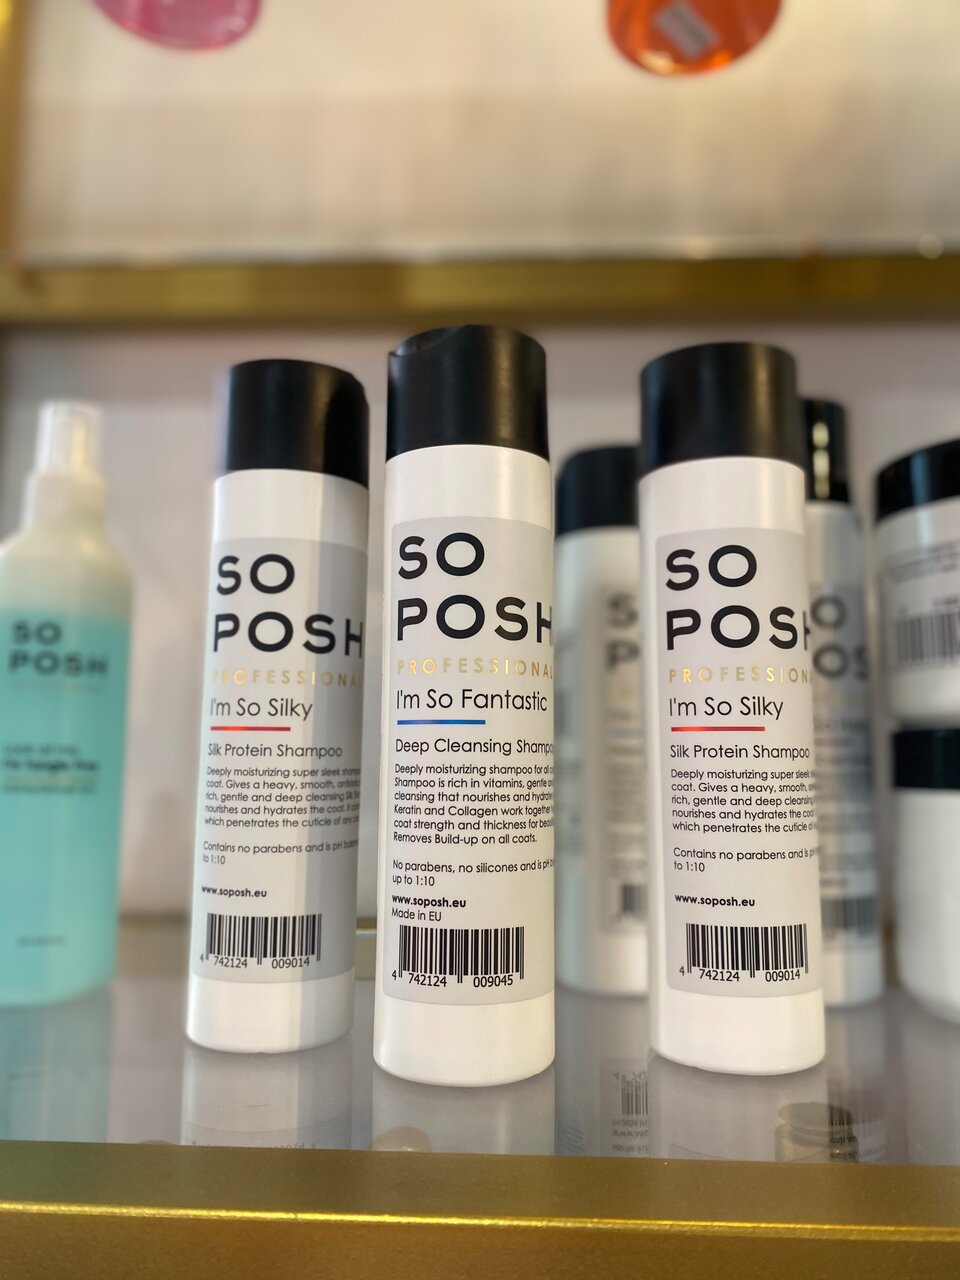 SO
POSH
SO
POSH
PROFESSIONAL
I'm So Silky
Silk Protein Shampoo
Deeply moisturizing super sleek
coat. Gives a heavy, smooth,
rich, gentle and deep cleansing Silk
nourishes and hydrates the coat. It
which penetrates the cuticle of any
Contains no parabens and is pH
to 1:10
www.soposh.eu
4 742124 009014
SO
POSH
PROFESSIONAL
I'm So Fantastic
Deep Cleansing
Deeply moisturizing shampoo for all
Shampoo is rich in vitamins, gentle
cleansing that nourishes and
Keratin and Collagen work together
coat strength and thickness for
Removes Build-up on all coats.
No parabens, no silicones and is pH
up to 1:10
www.soposh.eu
Made in EU
4 742124 009045
SO
POSH
PROFESSIONAL
I'm So Silky
Silk Protein Shampoo
Deeply moisturizing super sleek
coat. Gives a heavy, smooth,
rich, gentle and deep cleansing
nourishes and hydrates the
which penetrates the cuticle of
Contains no parabens and is
to 1:10
www.soposh.eu
4 742124 009014